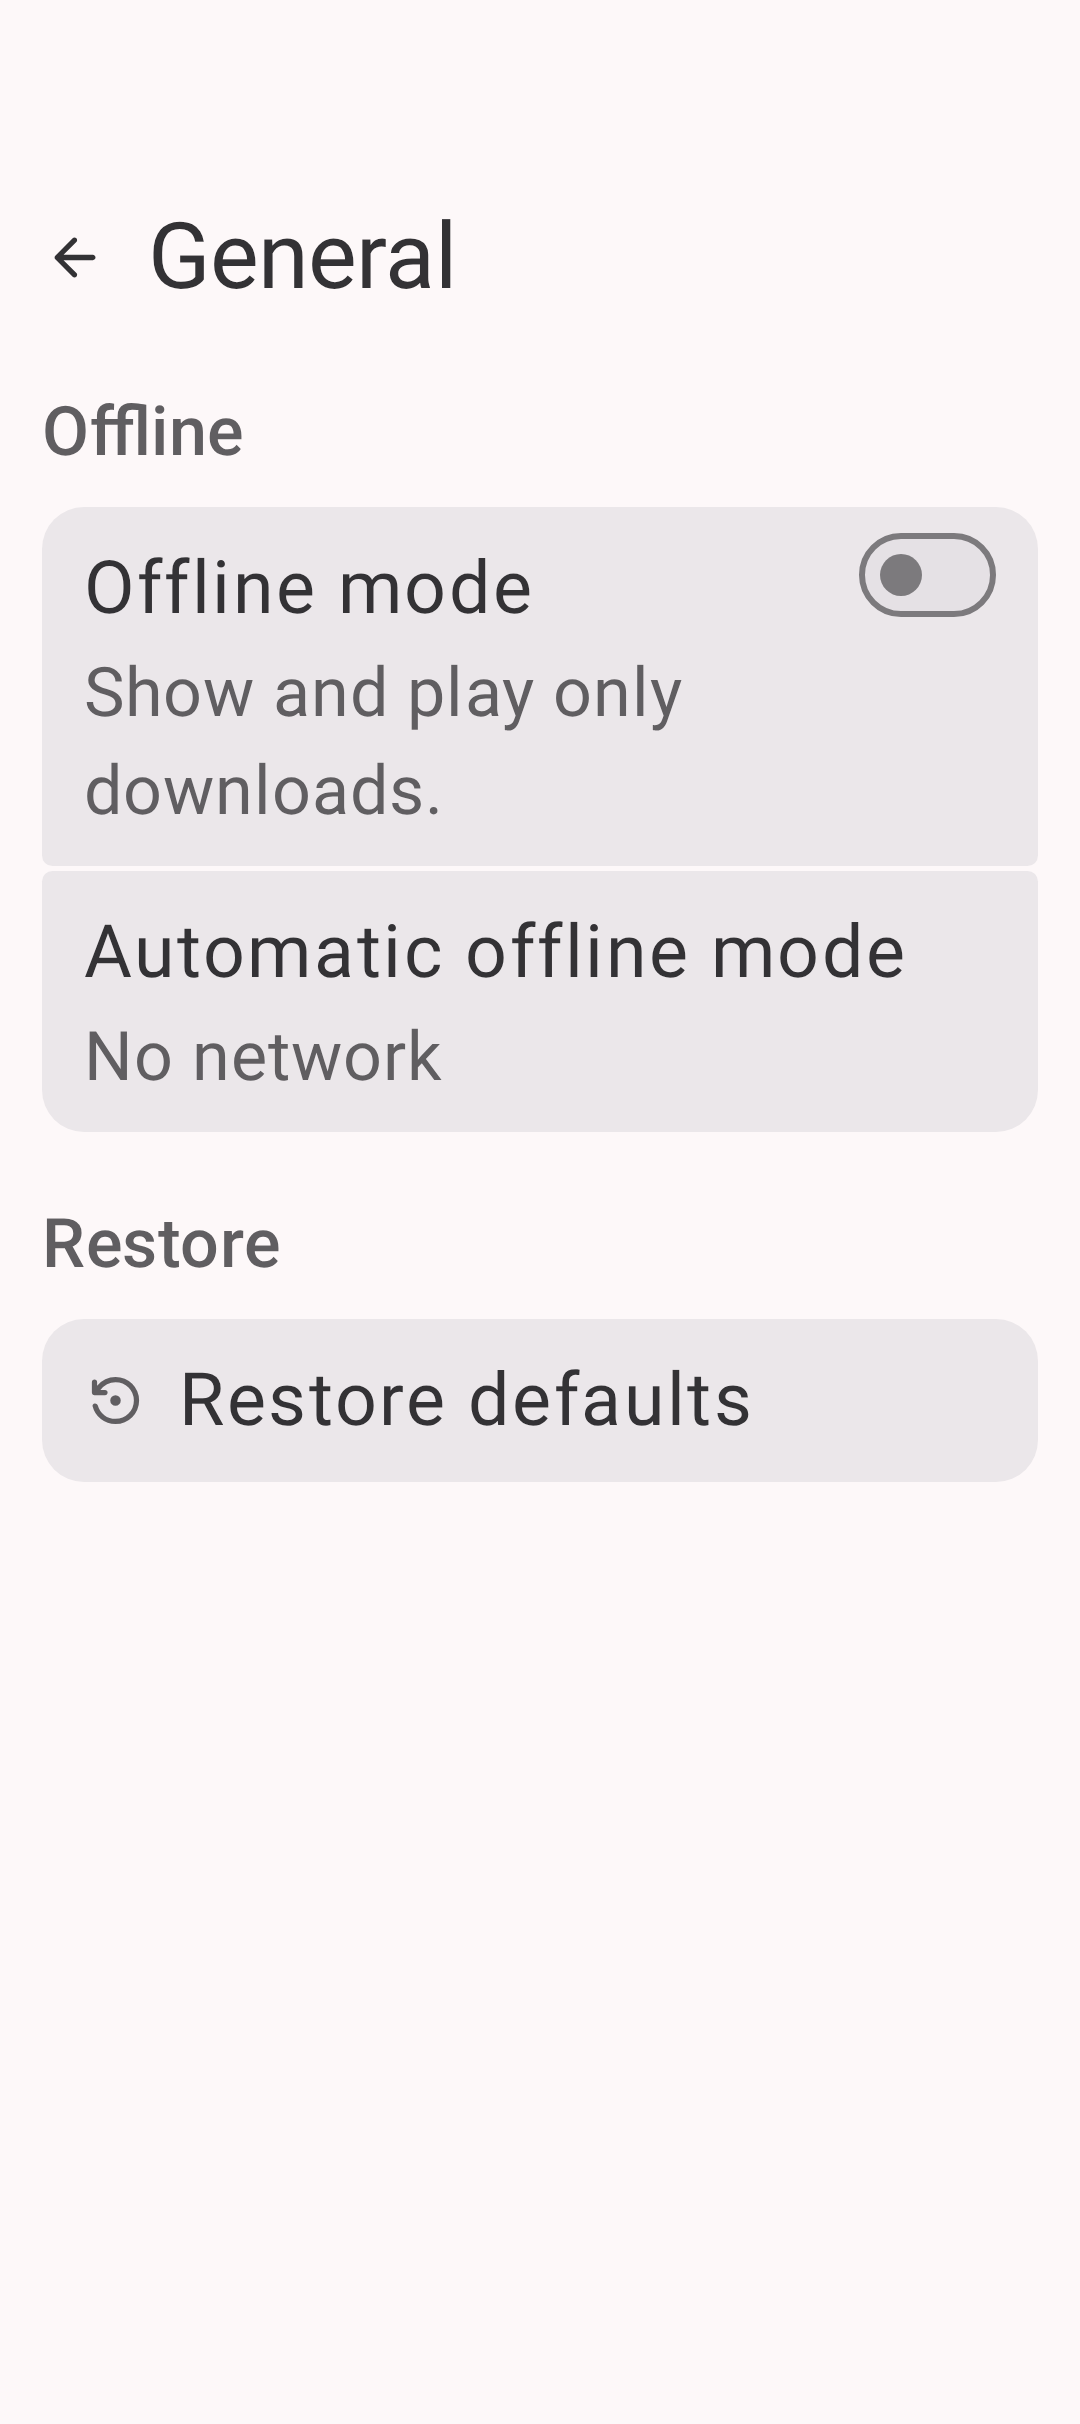 General
Offline
Offline mode
Show and play only
downloads.
Automatic offline mode
No network
Restore
Restore defaults